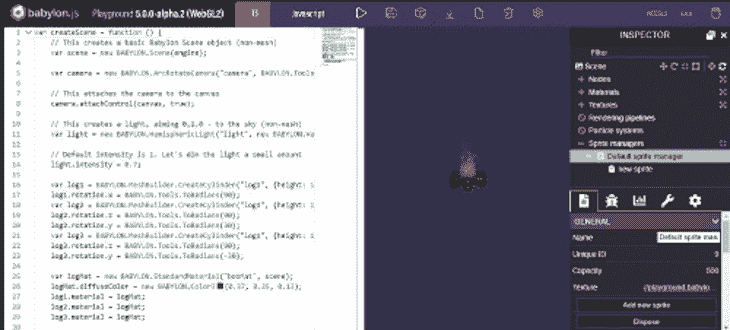 babylon.js Playground 5.0.0-alpha.2 (WebGL2) TS Javascript
1 var createScene = function () {
2 // This creates a basic Babylon Scene object (non-mesh)
3 var scene = new BABYLON.Scene(engine);
4
5 var camera = new BABYLON.ArcRotateCamera("camera", BABYLON.Tools
6
7 // This attaches the camera to the canvas
8 camera.attachControl(canvas, true);
9
10
11 // This creates a light, aiming 0,1,0 - to the sky (non-mesh)
12 var light = new BABYLON.HemisphericLight("light", new BABYLON.
13 // Default intensity is 1. Let's dim the light a small amount
14 light.intensity = 0.7;
15
16 var log1 = BABYLON.MeshBuilder.CreateCylinder("log1", {height:
17 log1.rotation.x = BABYLON.Tools.ToRadians(90);
18 var log2 = BABYLON.MeshBuilder.CreateCylinder("log2", {height:
19 log2.rotation.z = BABYLON.Tools.ToRadians(90);
20 log2.rotation.y = BABYLON.Tools.ToRadians(30);
21 var log3 = BABYLON.MeshBuilder.CreateCylinder("log3", {height:
22 log3.rotation.z = BABYLON.Tools.ToRadians(90);
23 log3.rotation.y = BABYLON.Tools.ToRadians(-30);
24
25 var logMat = new BABYLON.StandardMaterial("logMat", scene);
26 logMat.diffuseColor = new BABYLON.Color3(0.37, 0.26, 0.13);
27 log1.material = logMat;
28 log2.material = logMat;
29 log3.material = logMat;
30
INSPECTOR
Filter
Scene
Nodes
Materials
Textures
Rendering pipelines
Particle systems
Sprite managers
Default sprite manager
new sprite
GENERAL
Name Default sprite man
Unique ID
Capacity 500
Texture //playground.babylo
Add new sprite
Dispose